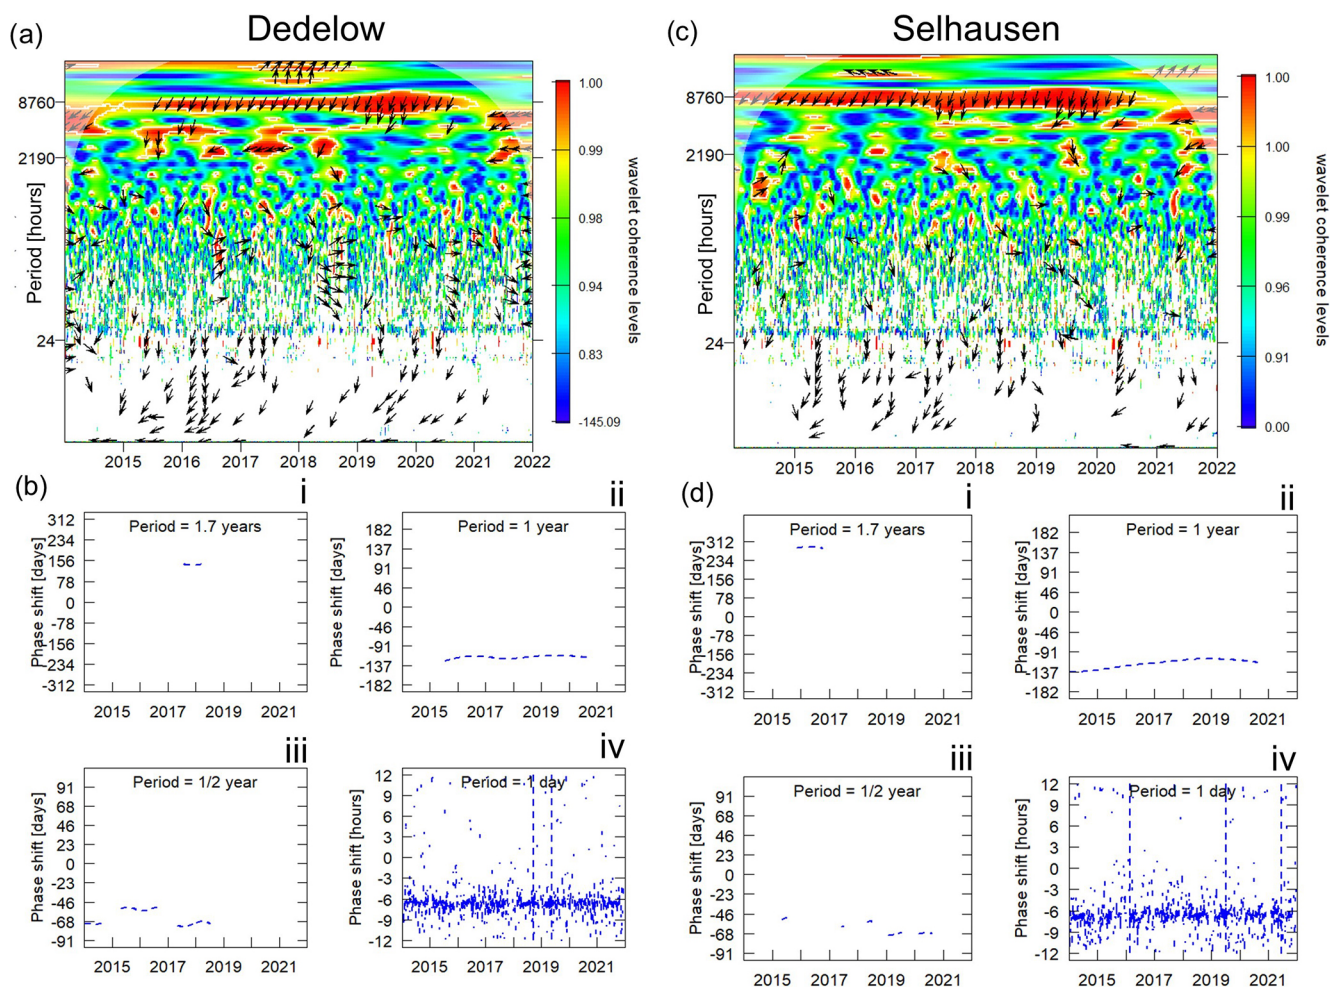 (a)
Dedelow
8760
2190
24
Period [hours]
2015 2016 2017 2018 2019 2020 2021 2022
1.00
0.99
0.98
0.94
0.83
-145.09
wavelet coherence levels
(c)
Selhausen
8760
2190
24
Period [hours]
2015 2016 2017 2018 2019 2020 2021 2022
1.00
1.00
0.99
0.96
0.91
0.00
wavelet coherence levels
(b)
i
Period = 1.7 years
Phase shift [days]
312
234
156
78
0
-78
-156
-234
-312
2015 2017 2019 2021
ii
Period = 1 year
Phase shift [days]
182
137
91
46
0
-46
-91
-137
-182
2015 2017 2019 2021
iii
Period = 1/2 year
Phase shift [days]
91
68
46
23
0
-23
-46
-68
-91
2015 2017 2019 2021
iv
Period = 1 day
Phase shift [hours]
12
9
6
3
0
-3
-6
-9
-12
2015 2017 2019 2021
(d)
i
Period = 1.7 years
Phase shift [days]
312
234
156
78
0
-78
-156
-234
-312
2015 2017 2019 2021
ii
Period = 1 year
Phase shift [days]
182
137
91
46
0
-46
-91
-137
-182
2015 2017 2019 2021
iii
Period = 1/2 year
Phase shift [days]
91
68
46
23
0
-23
-46
-68
-91
2015 2017 2019 2021
iv
Period = 1 day
Phase shift [hours]
12
9
6
3
0
-3
-6
-9
-12
2015 2017 2019 2021